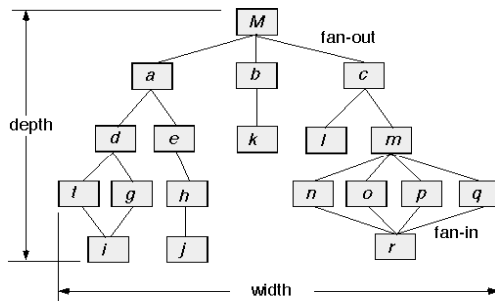 M
fan-out
a b c
depth
d e k l m
t g h n o p q
fan-in
i j r
width